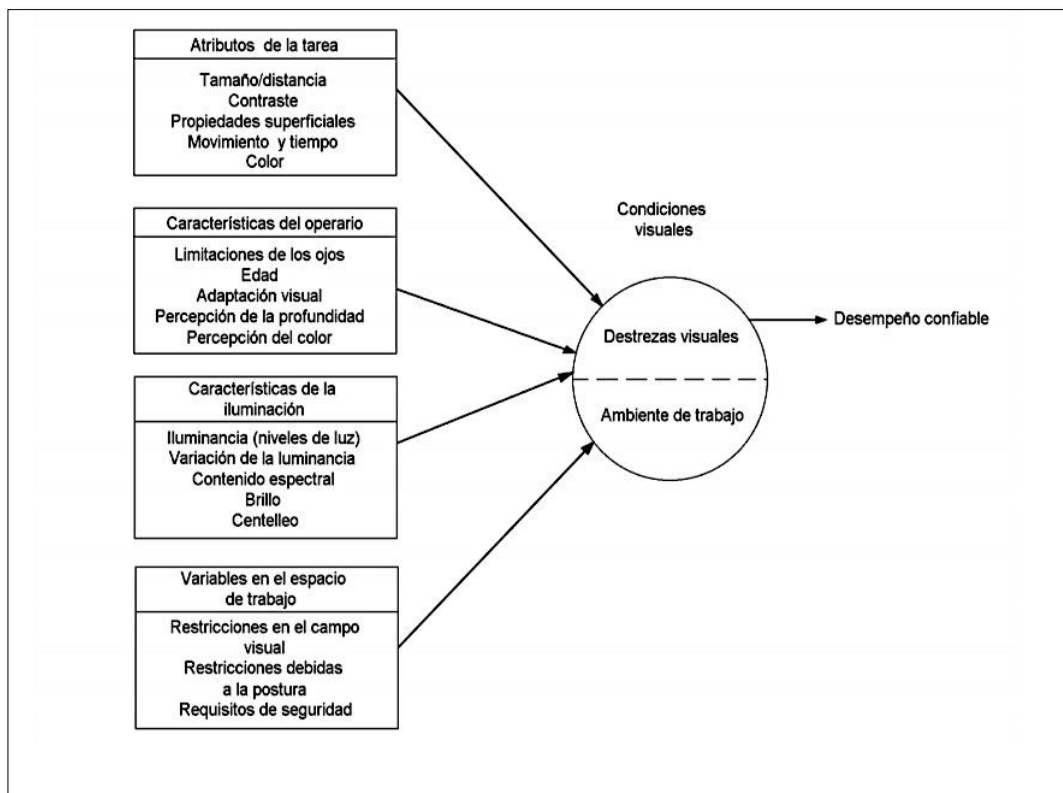 Atributos de la tarea
Tamaño/distancia
Contraste
Propiedades superficiales
Movimiento y tiempo
Color
Características del operario
Limitaciones de los ojos
Edad
Adaptación visual
Percepción de la profundidad
Percepción del color
Características de la
iluminación
Iluminancia (niveles de luz)
Variación de la luminancia
Contenido espectral
Brillo
Centelleo
Variables en el espacio
de trabajo
Restricciones en el campo
visual
Restricciones debidas
a la postura
Requisitos de seguridad
Condiciones
visuales
Destrezas visuales
Ambiente de trabajo
Desempeño confiable